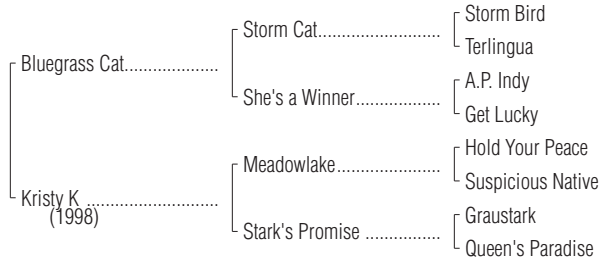 Storm Bird
Storm Cat..........................
Terlingua
Bluegrass Cat....................
A.P. Indy
She's a Winner..................
Get Lucky
Hold Your Peace
Meadowlake......................
Suspicious Native
Kristy K ............................
(1998)
Graustark
Stark's Promise ................
Queen's Paradise